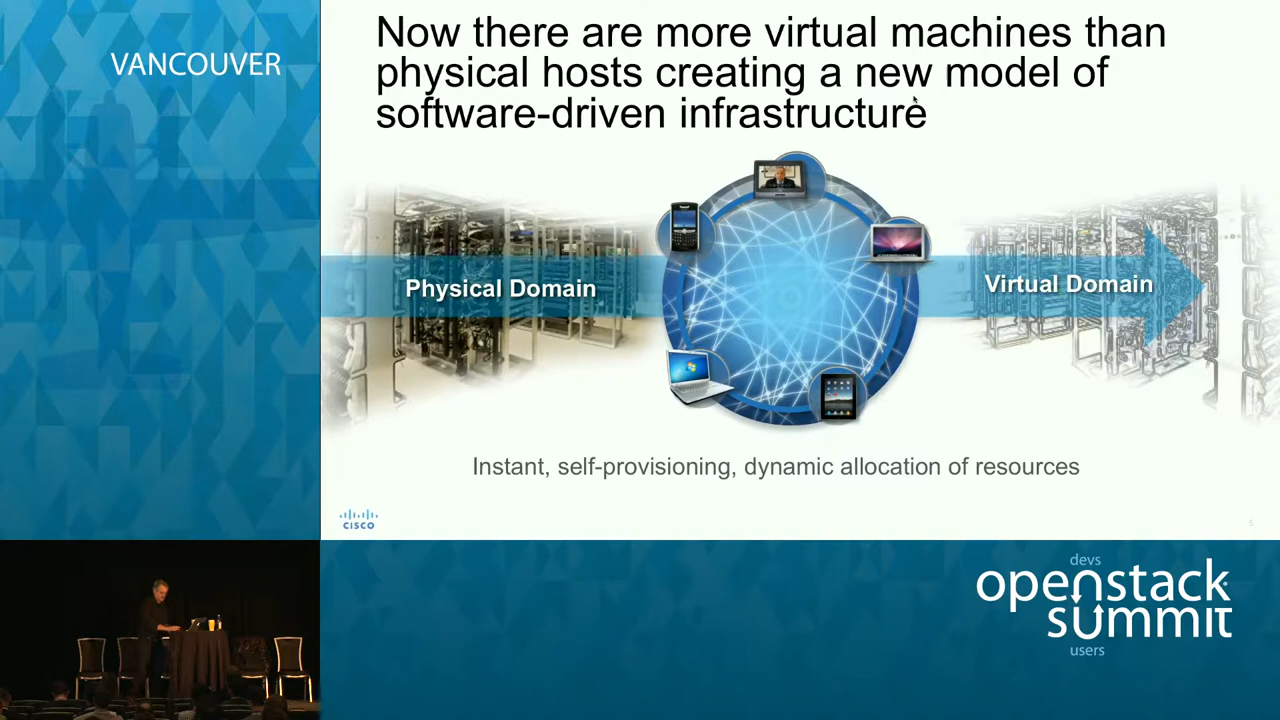 VANCOUVER
Now there are more virtual machines than
physical hosts creating a new model of
software-driven infrastructure
Physical Domain
Virtual Domain
Instant, self-provisioning, dynamic allocation of resources
CISCO
5
devs
openstack
summit
users